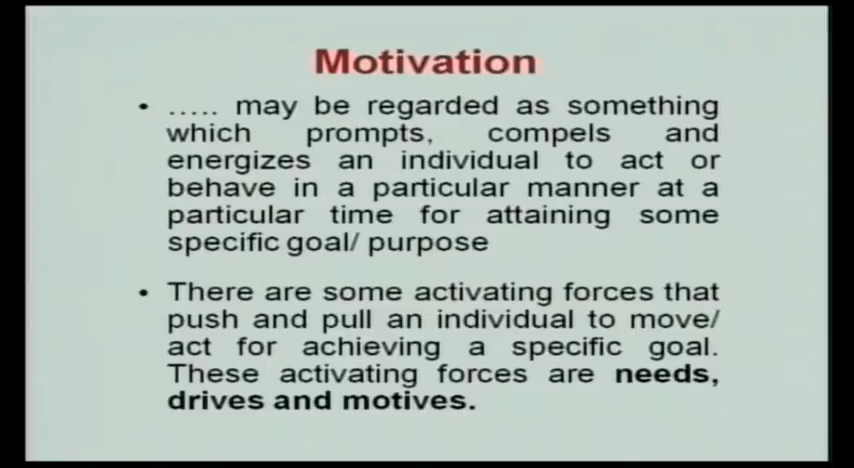 Motivation
• ..... may be regarded as something
which prompts, compels and
energizes an individual to act or
behave in a particular manner at a
particular time for attaining some
specific goal/ purpose
• There are some activating forces that
push and pull an individual to move/
act for achieving a specific goal.
These activating forces are needs,
drives and motives.